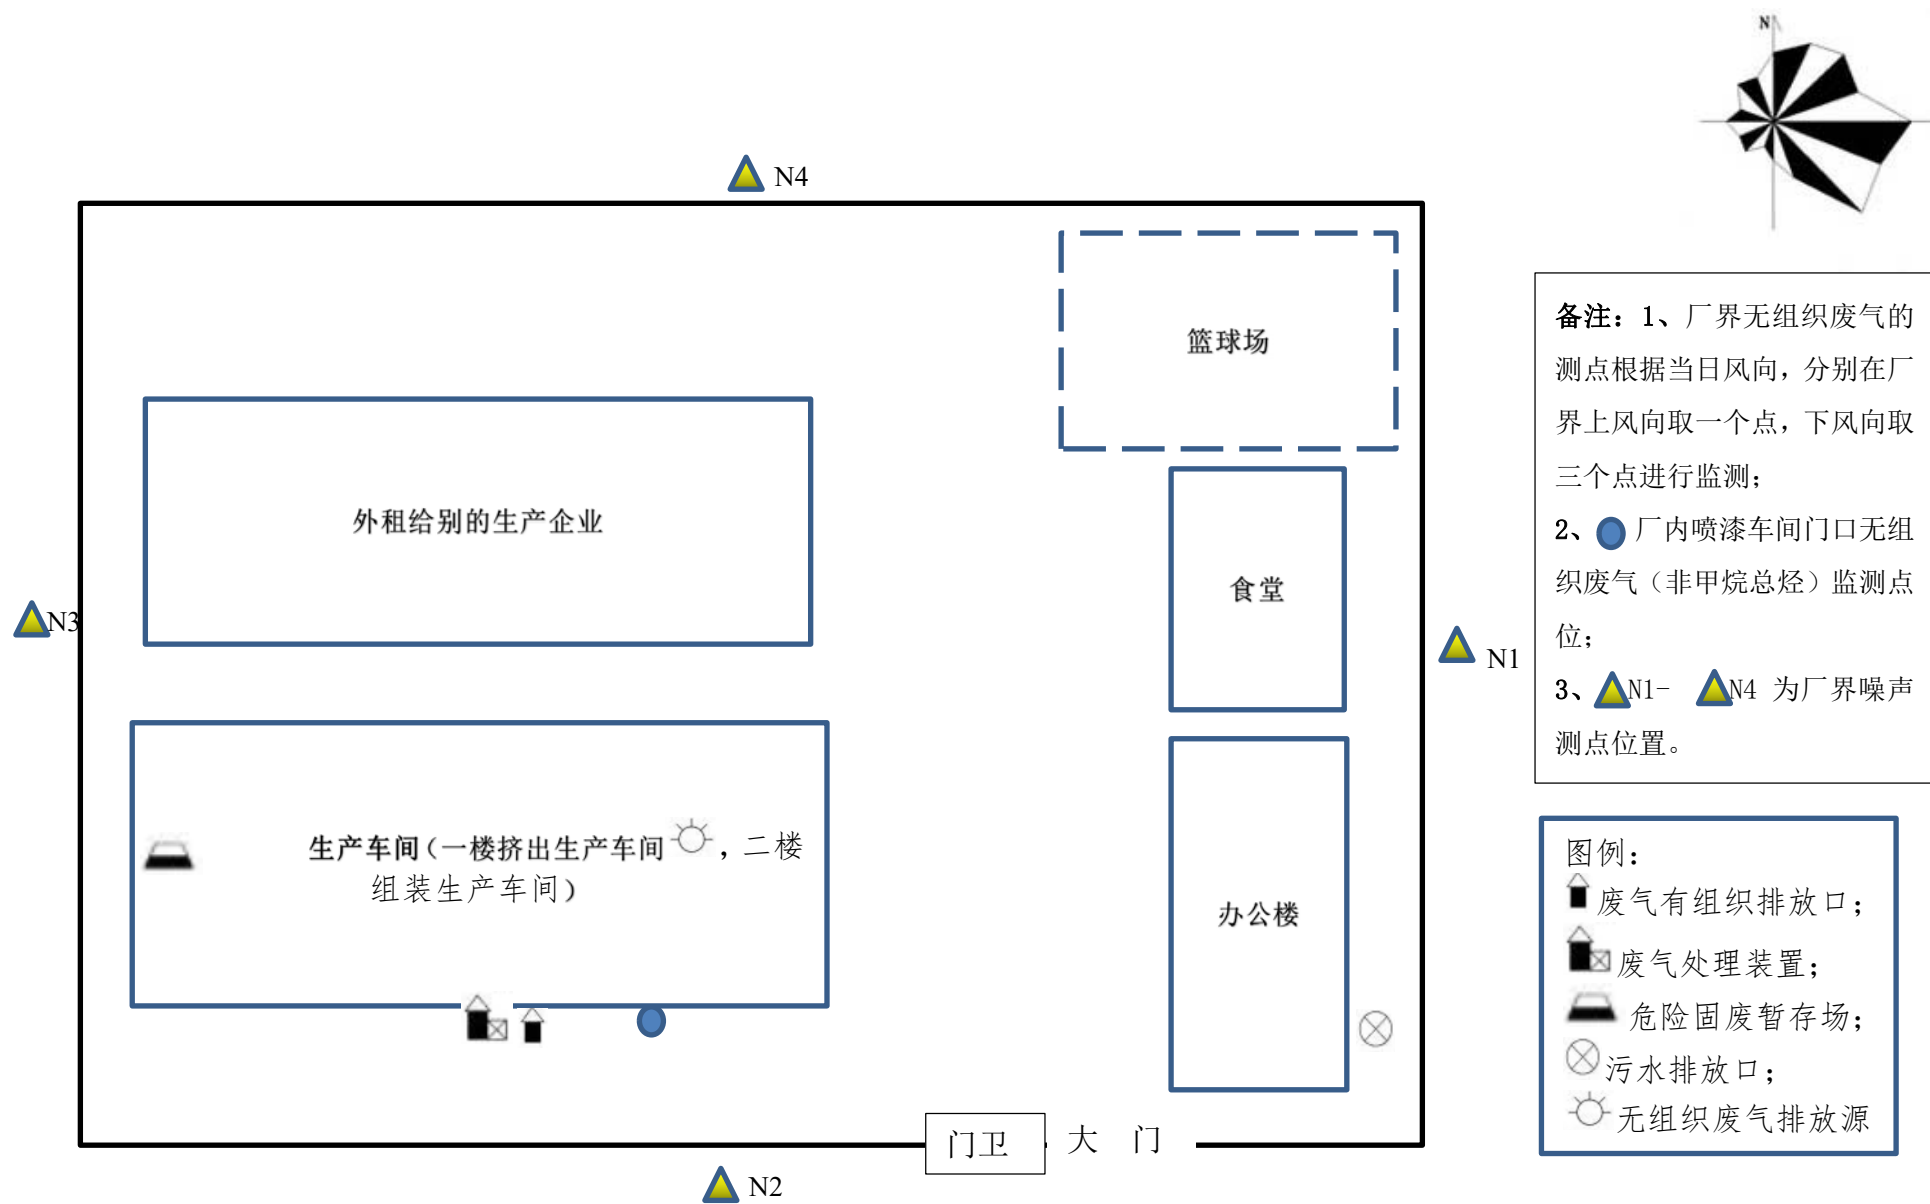 N
N4
篮球场
备注：1、厂界无组织废气的
测点根据当日风向，分别在厂
界上风向取一个点，下风向取
三个点进行监测；
2、 厂内喷漆车间门口无组
织废气（非甲烷总烃）监测点
位；
3、 N1- N4 为厂界噪声
测点位置。
外租给别的生产企业
食堂
N3
N1
生产车间（一楼挤出生产车间 ，二楼
组装生产车间）
办公楼
图例：
废气有组织排放口；
废气处理装置；
危险固废暂存场；
污水排放口；
无组织废气排放源
门卫
大 门
N2